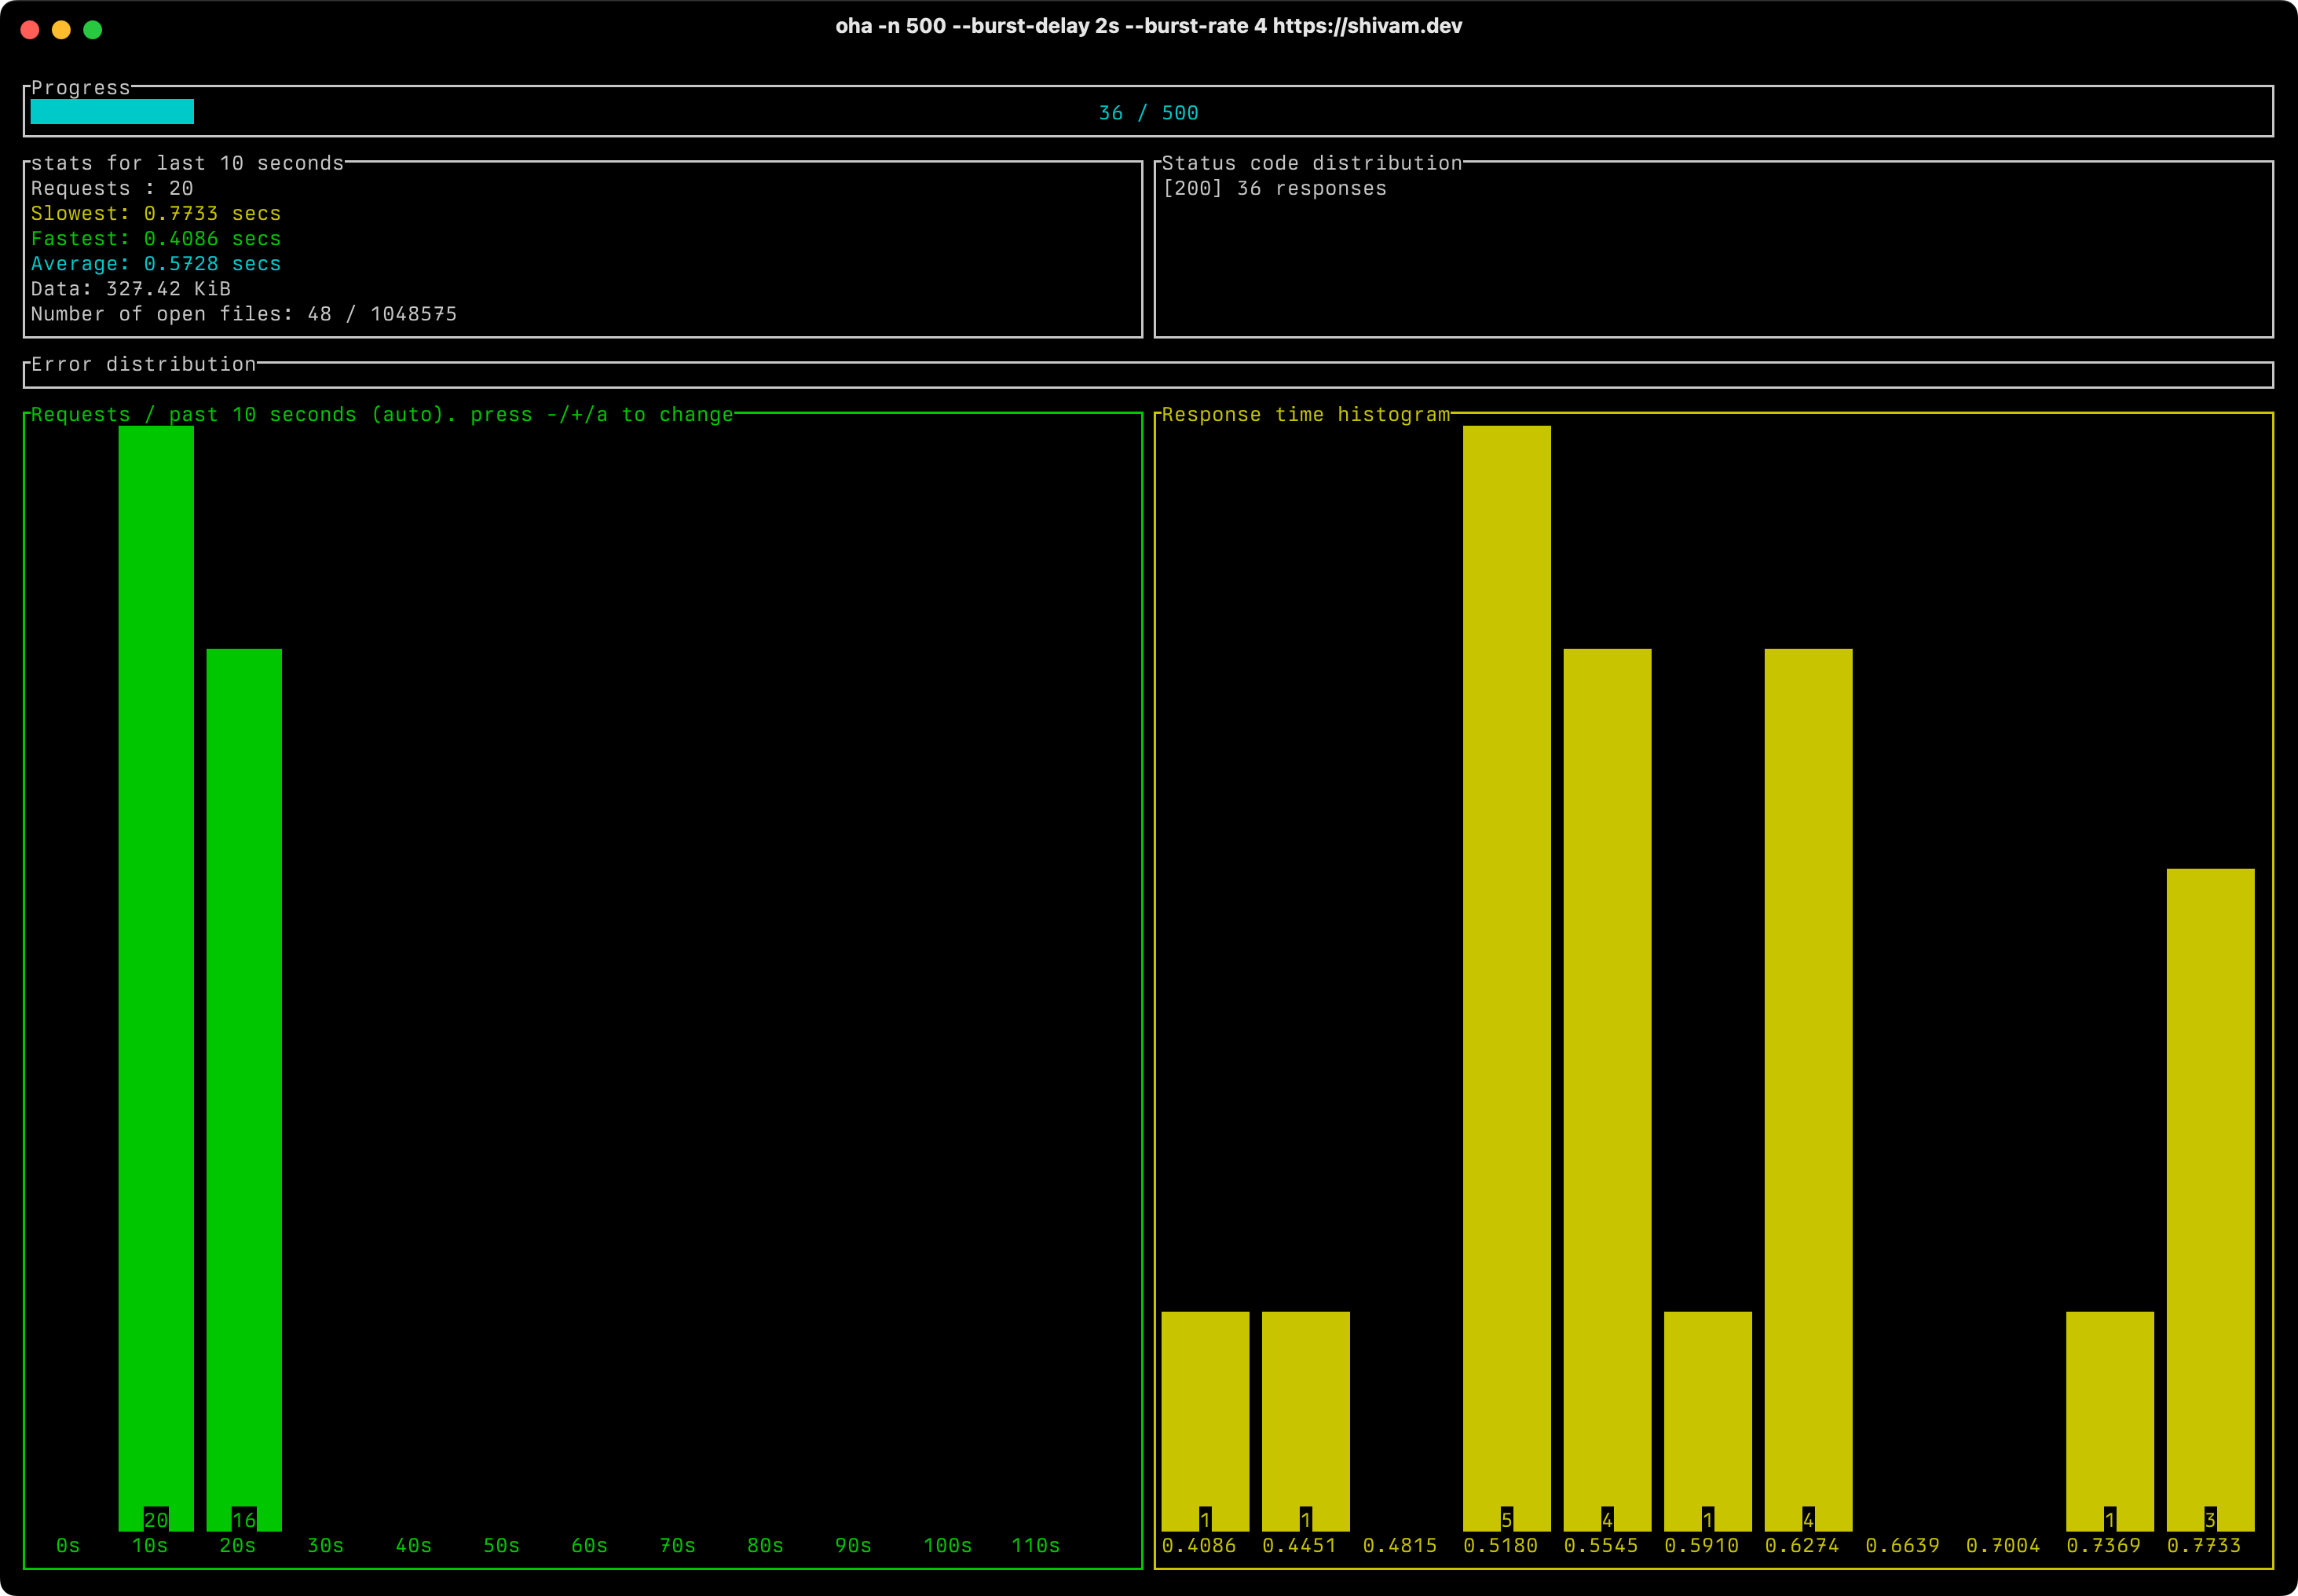 oha -n 500 --burst-delay 2s --burst-rate 4 https://shivam.dev
Progress
36 / 500
stats for last 10 seconds
Requests : 20
Slowest: 0.7733 secs
Fastest: 0.4086 secs
Average: 0.5728 secs
Data: 327.42 KiB
Number of open files: 48 / 1048575
Status code distribution
[200] 36 responses
Error distribution
Requests / past 10 seconds (auto). press -/+/a to change
20 16
0s 10s 20s 30s 40s 50s 60s 70s 80s 90s 100s 110s
Response time histogram
1 1 5 4 1 4 1 3
0.4086 0.4451 0.4815 0.5180 0.5545 0.5910 0.6274 0.6639 0.7004 0.7369 0.7733